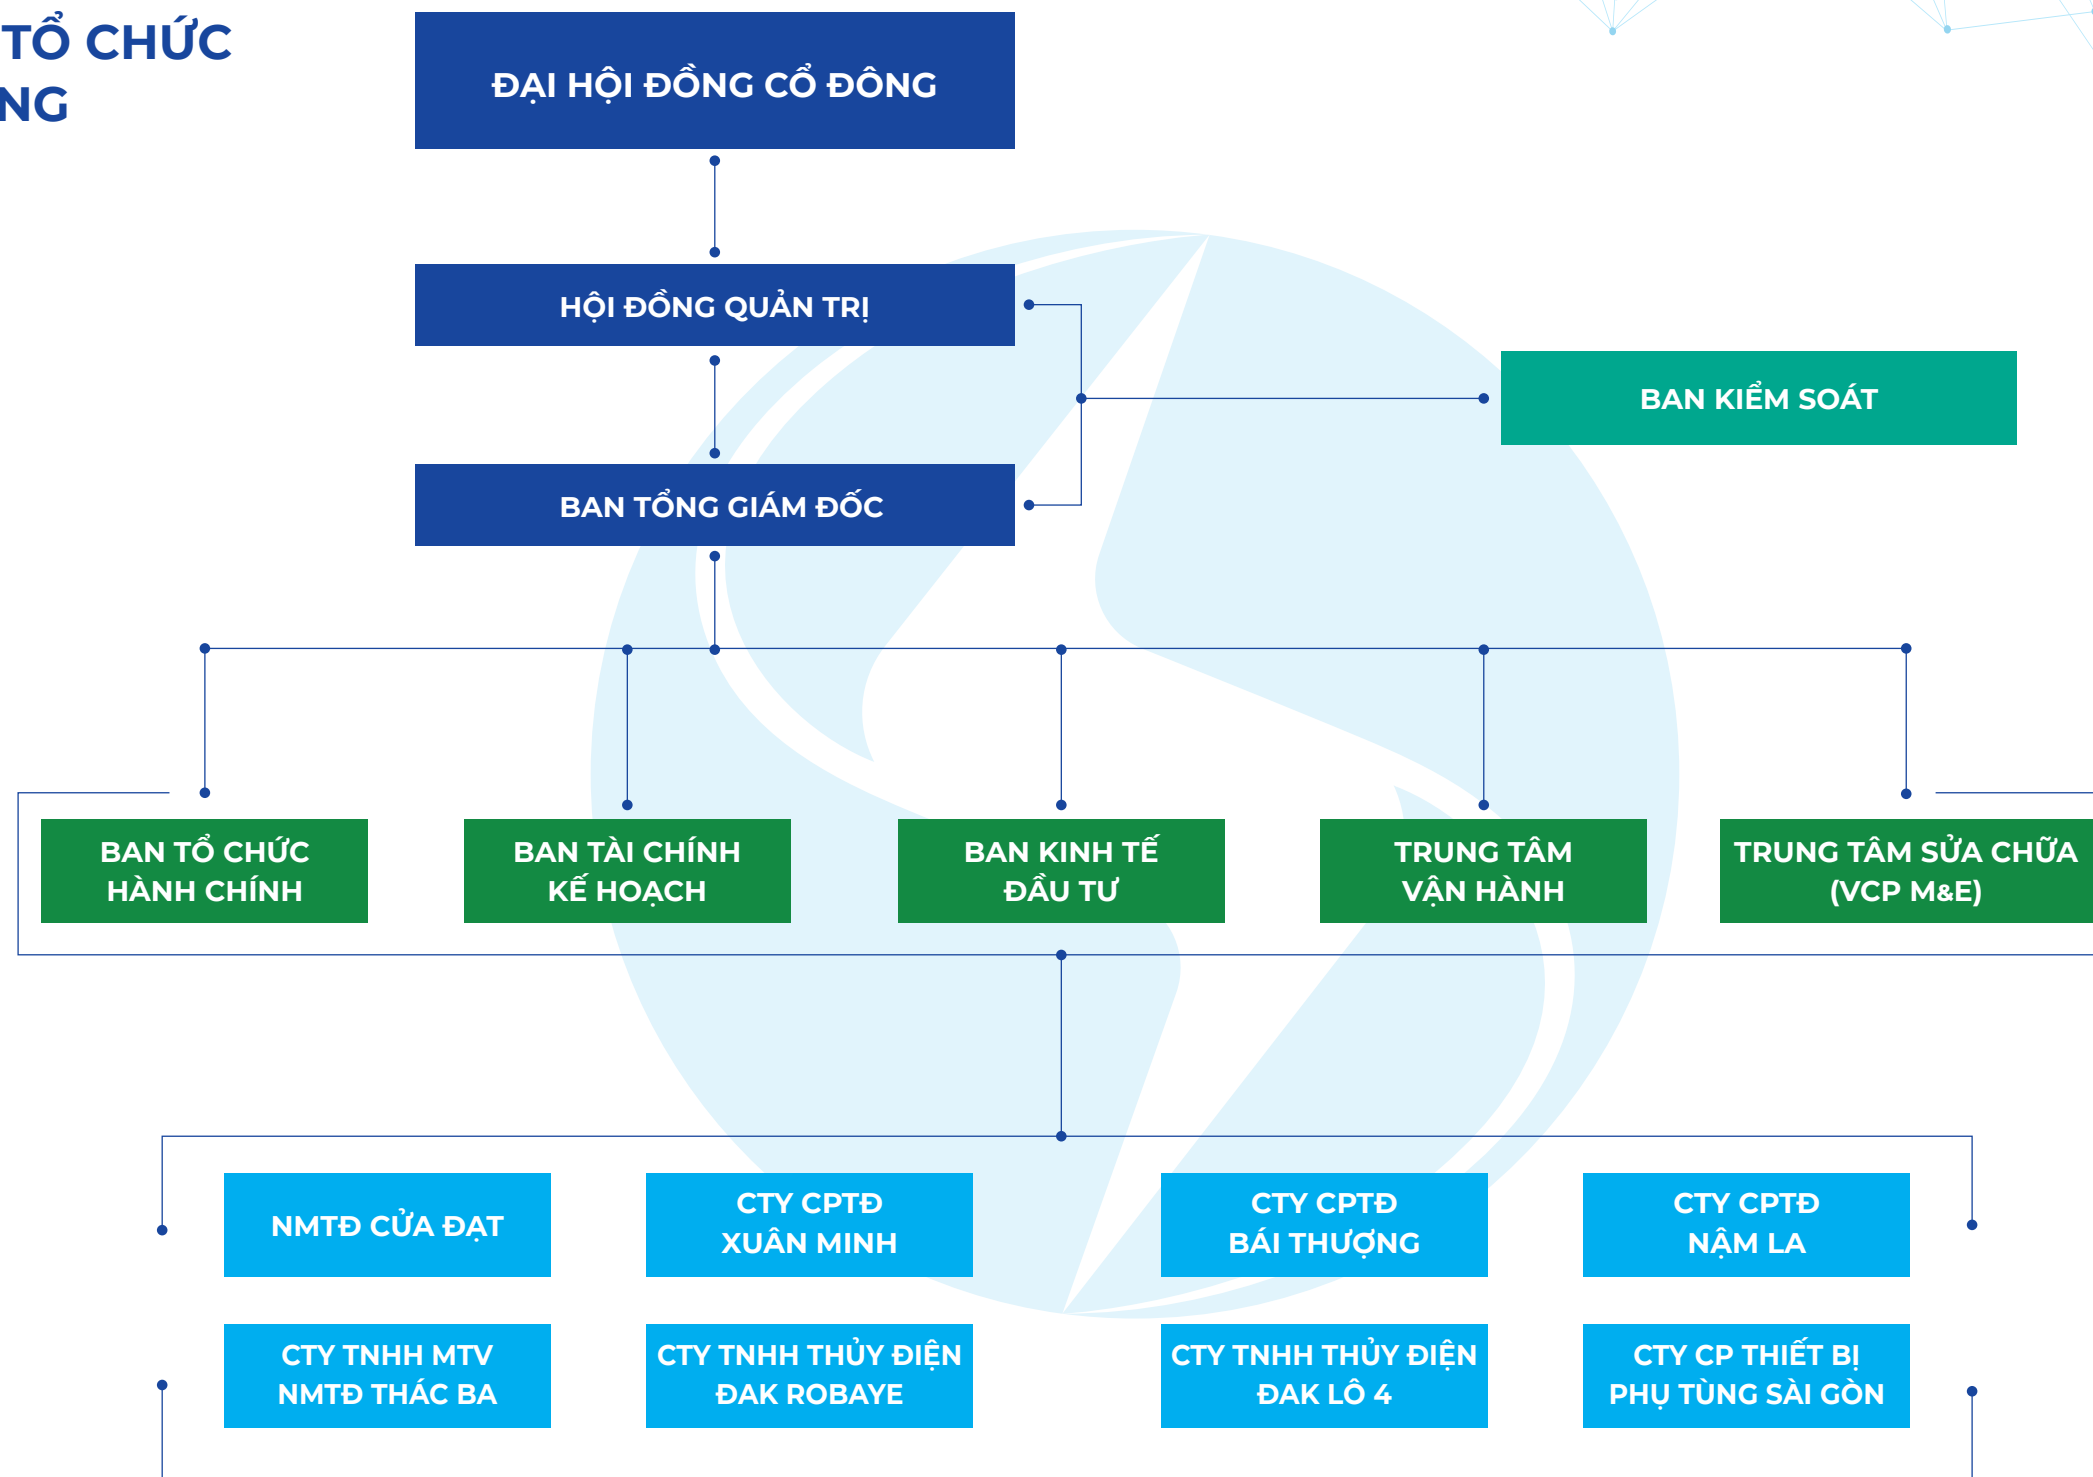 TỔ CHỨC
NG
ĐẠI HỘI ĐỒNG CỔ ĐÔNG
HỘI ĐỒNG QUẢN TRỊ
BAN KIỂM SOÁT
BAN TỔNG GIÁM ĐỐC
BAN TỔ CHỨC
HÀNH CHÍNH
BAN TÀI CHÍNH
KẾ HOẠCH
BAN KINH TẾ
ĐẦU TƯ
TRUNG TÂM
VẬN HÀNH
TRUNG TÂM SỬA CHỮA
(VCP M&E)
NMTĐ CỬA ĐẠT
CTY CPTĐ
XUÂN MINH
CTY CPTĐ
BÁI THƯỢNG
CTY CPTĐ
NẬM LA
CTY TNHH MTV
NMTĐ THÁC BA
CTY TNHH THỦY ĐIỆN
ĐAK ROBAYE
CTY TNHH THỦY ĐIỆN
ĐAK LÔ 4
CTY CP THIẾT BỊ
PHỤ TÙNG SÀI GÒN